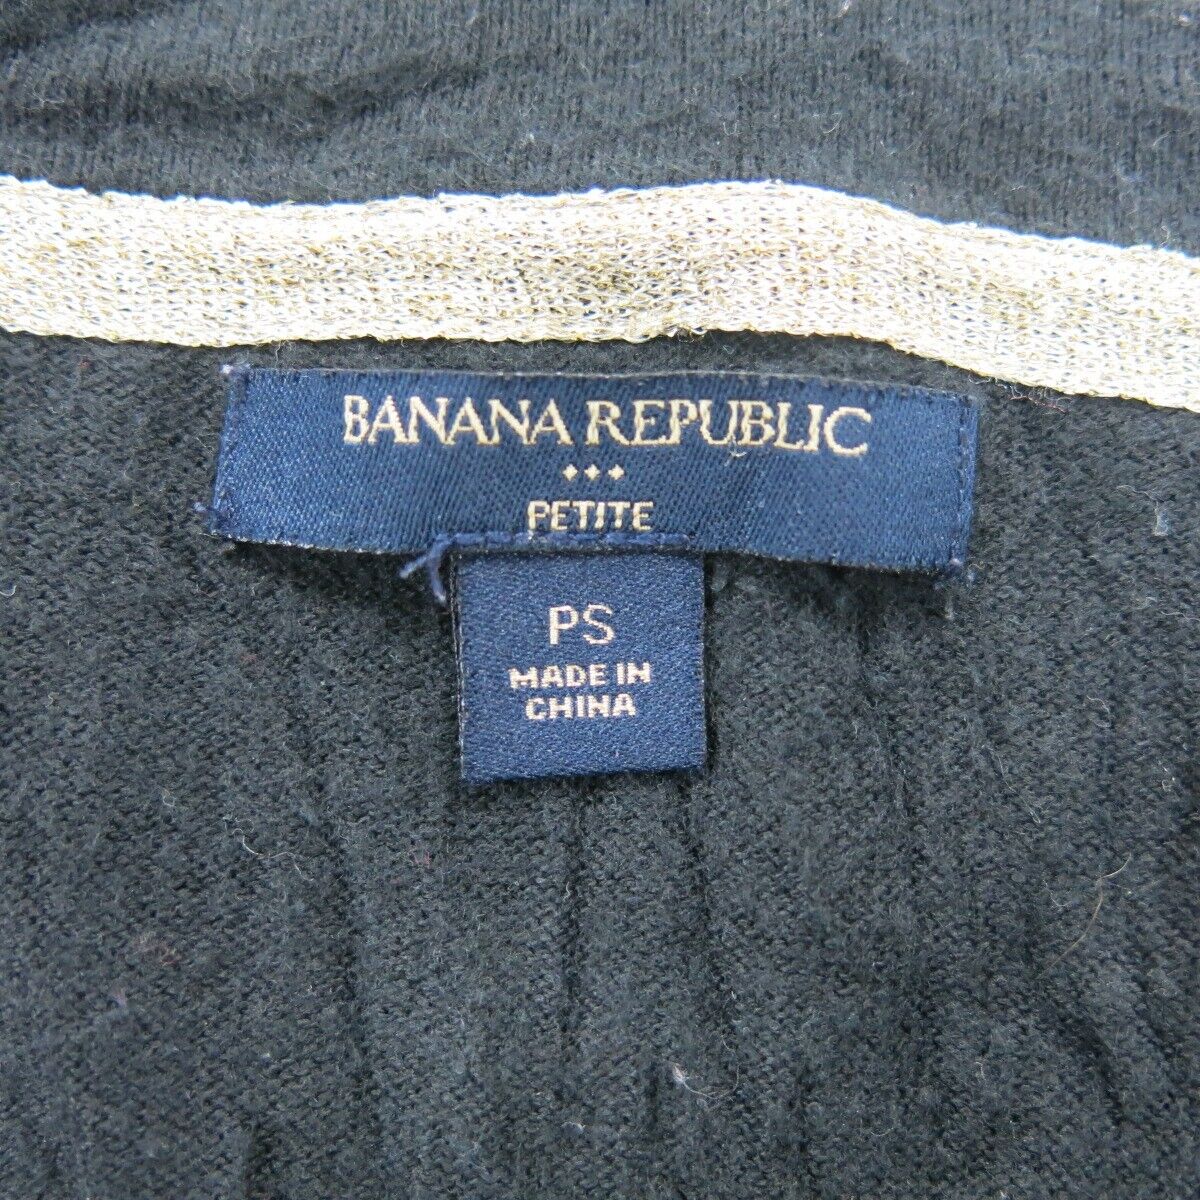 BANANA REPUBLIC
PETITE
PS
MADE IN
CHINA